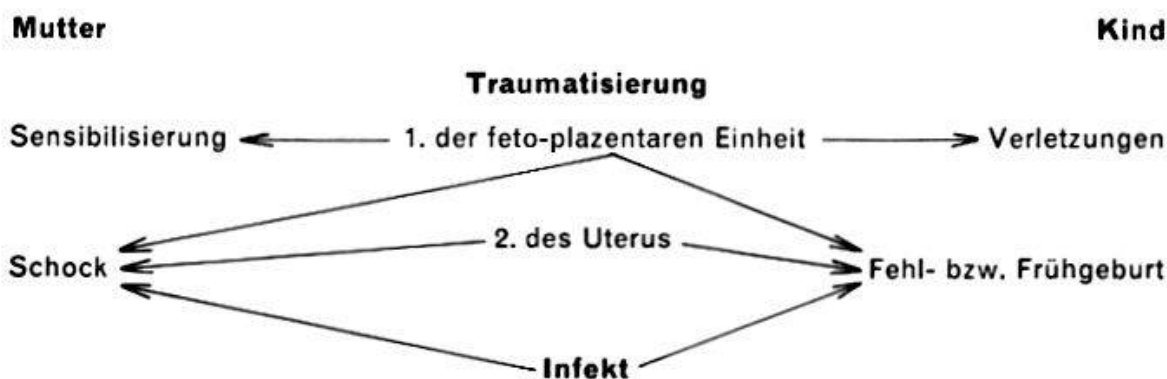 Mutter Kind
Traumatisierung
Sensibilisierung 1. der feto-plazentaren Einheit Verletzungen
2. des Uterus
Schock Fehl- bzw. Frühgeburt
Infekt